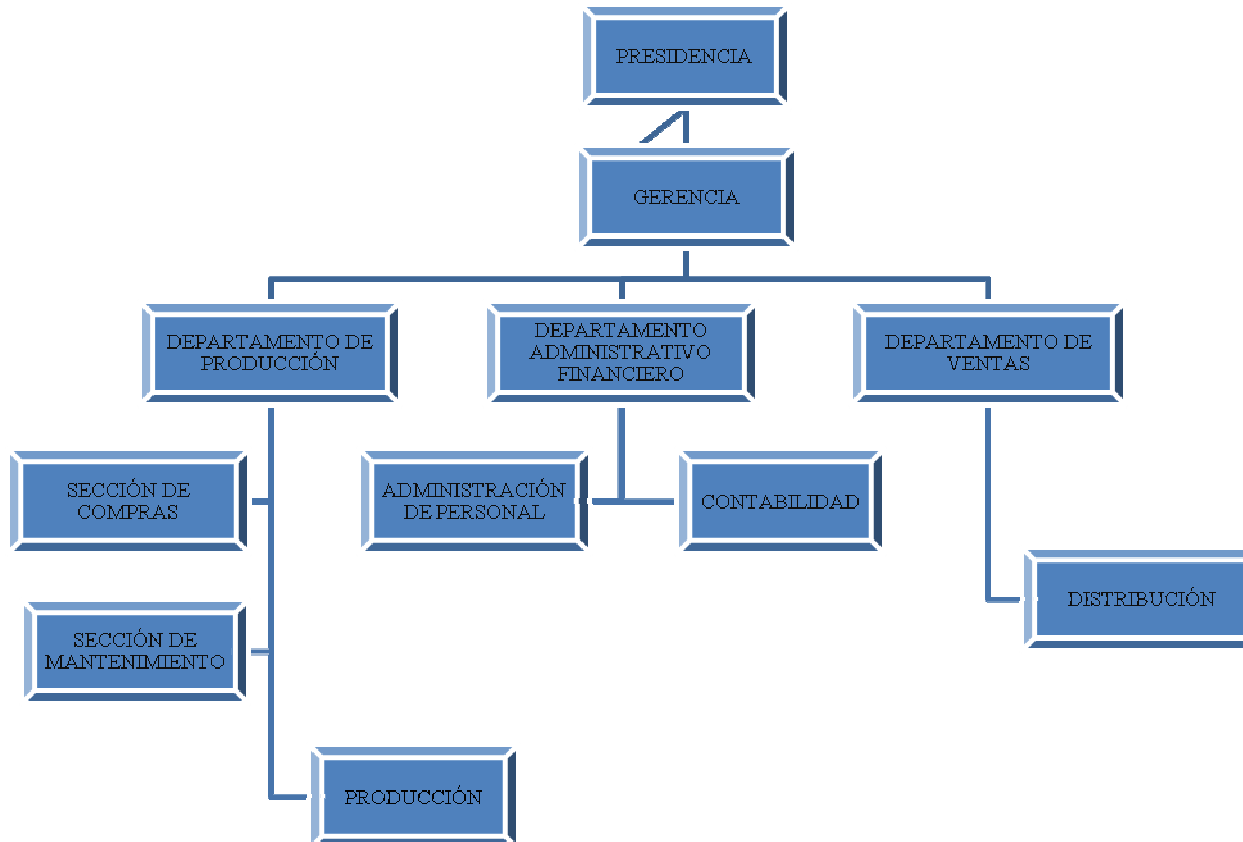 PRESIDENCIA
GERENCIA
DEPARTAMENTO DE
PRODUCCIÓN
DEPARTAMENTO
ADMINISTRATIVO
FINANCIERO
DEPARTAMENTO DE
VENTAS
SECCIÓN DE
COMPRAS
ADMINISTRACIÓN
DE PERSONAL
CONTABILIDAD
DISTRIBUCIÓN
SECCIÓN DE
MANTENIMIENTO
PRODUCCIÓN